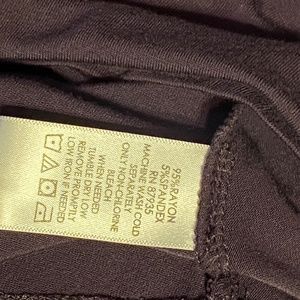 95%RAYON
5%SPANDEX
RN 87935
MACHINE WASH COLD
SEPARATELY
ONLY NON-CHLORINE
BLEACH
WHEN NEEDED
TUMBLE DRY LOW
REMOVE PROMPTLY
LOW IRON IF NEEDED